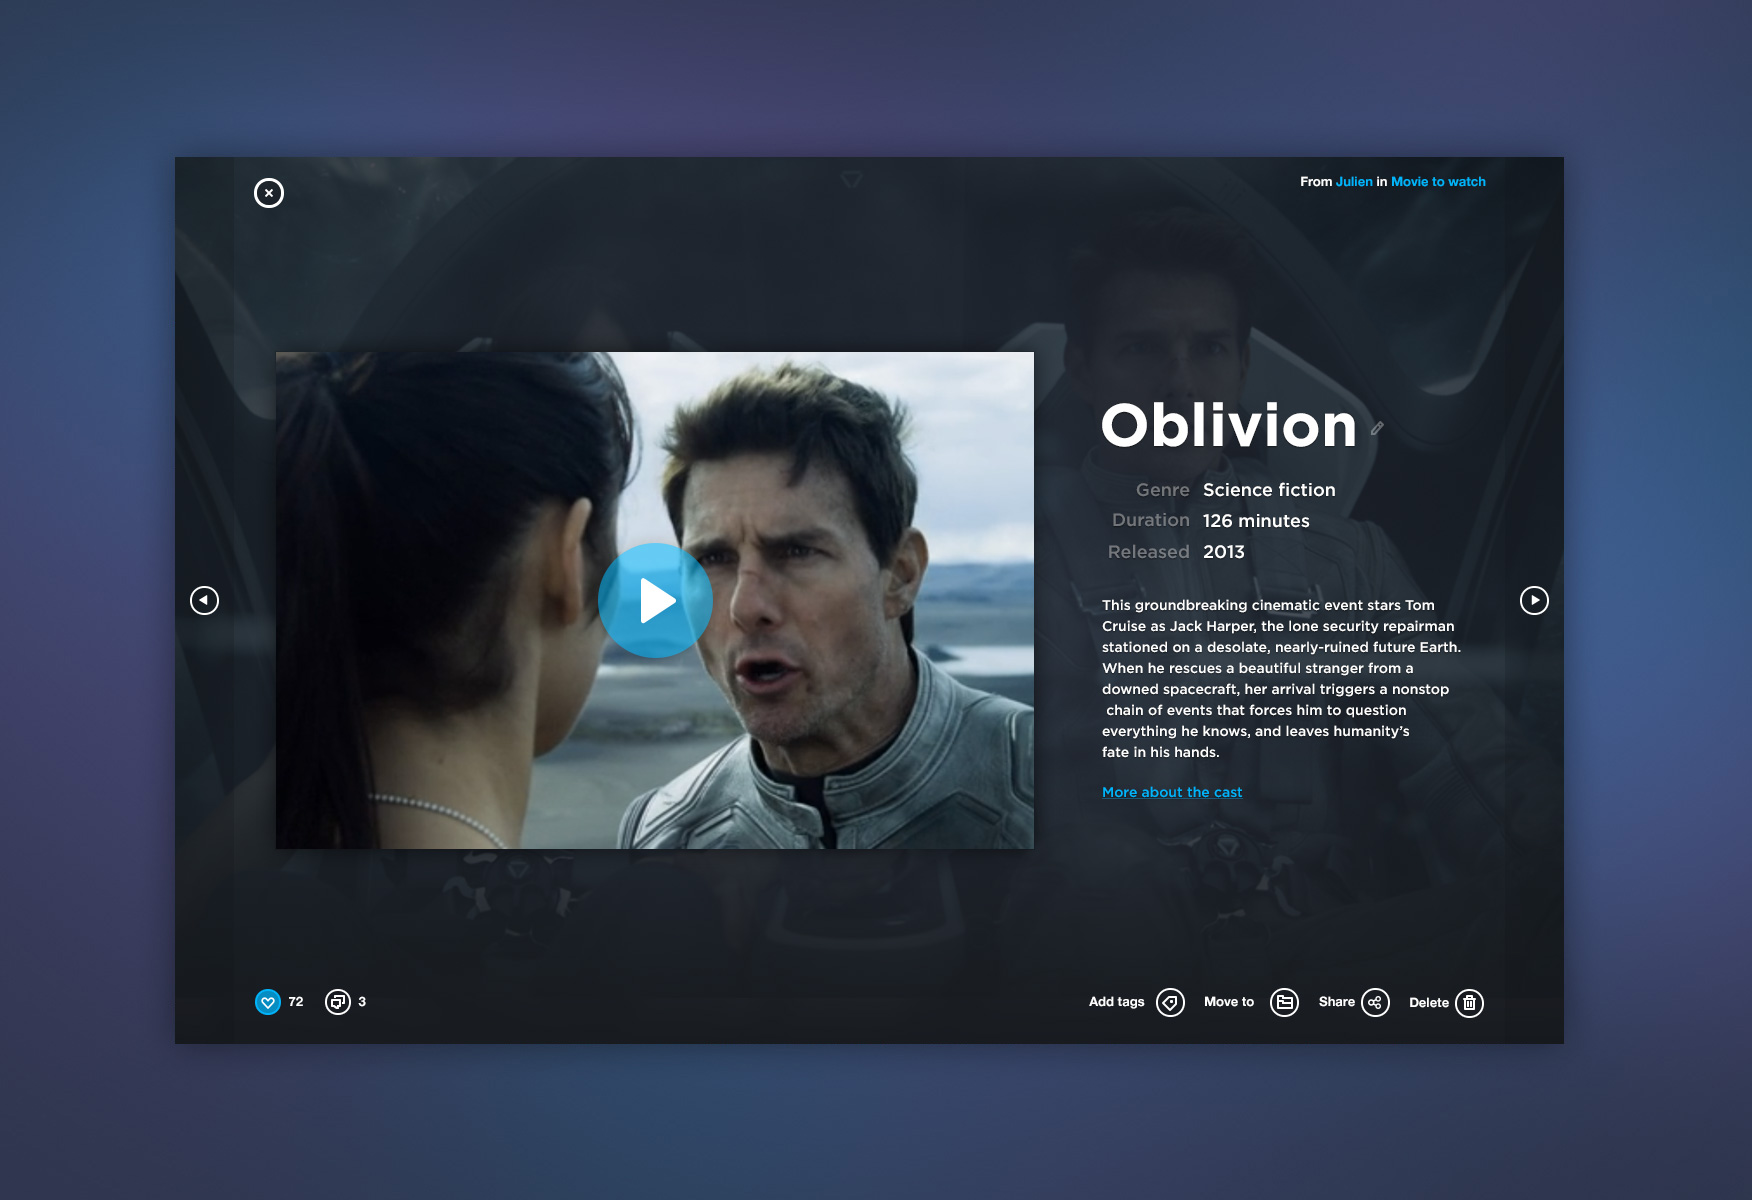 From Julien in Movie to watch
Oblivion
Genre Science fiction
Duration 126 minutes
Released 2013
This groundbreaking cinematic event stars Tom
Cruise as Jack Harper, the lone security repairman
stationed on a desolate, nearly-ruined future Earth.
When he rescues a beautiful stranger from a
downed spacecraft, her arrival triggers a nonstop
chain of events that forces him to question
everything he knows, and leaves humanity’s
fate in his hands.
More about the cast
72 3 Add tags Move to Share Delete